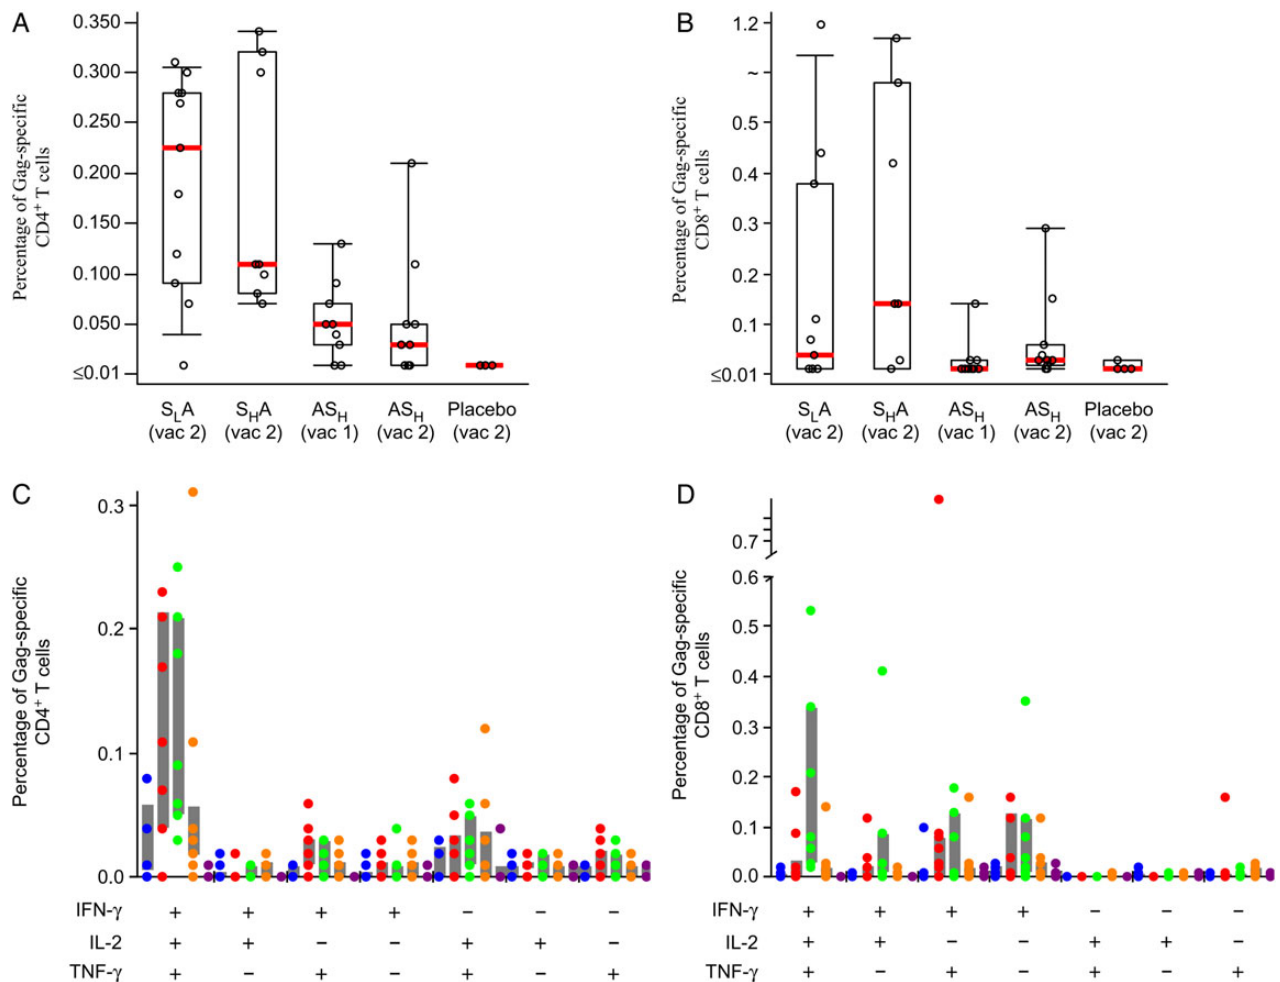 A
Percentage of Gag-specific
CD4+ T cells
0.350
0.300
0.250
0.200
0.150
0.100
0.050
≤0.01
SLA SHA ASH ASH Placebo
(vac 2) (vac 2) (vac 1) (vac 2) (vac 2)
B
Percentage of Gag-specific
CD8+ T cells
1.2
~
0.5
0.4
0.3
0.2
0.1
≤0.01
SLA SHA ASH ASH Placebo
(vac 2) (vac 2) (vac 1) (vac 2) (vac 2)
C
Percentage of Gag-specific
CD4+ T cells
0.3
0.2
0.1
0.0
IFN-γ + + + + − − −
IL-2 + + − − + + −
TNF-γ + − + − + − +
D
Percentage of Gag-specific
CD8+ T cells
0.7
0.6
0.5
0.4
0.3
0.2
0.1
0.0
IFN-γ + + + + − − −
IL-2 + + − − + + −
TNF-γ + − + − + − +